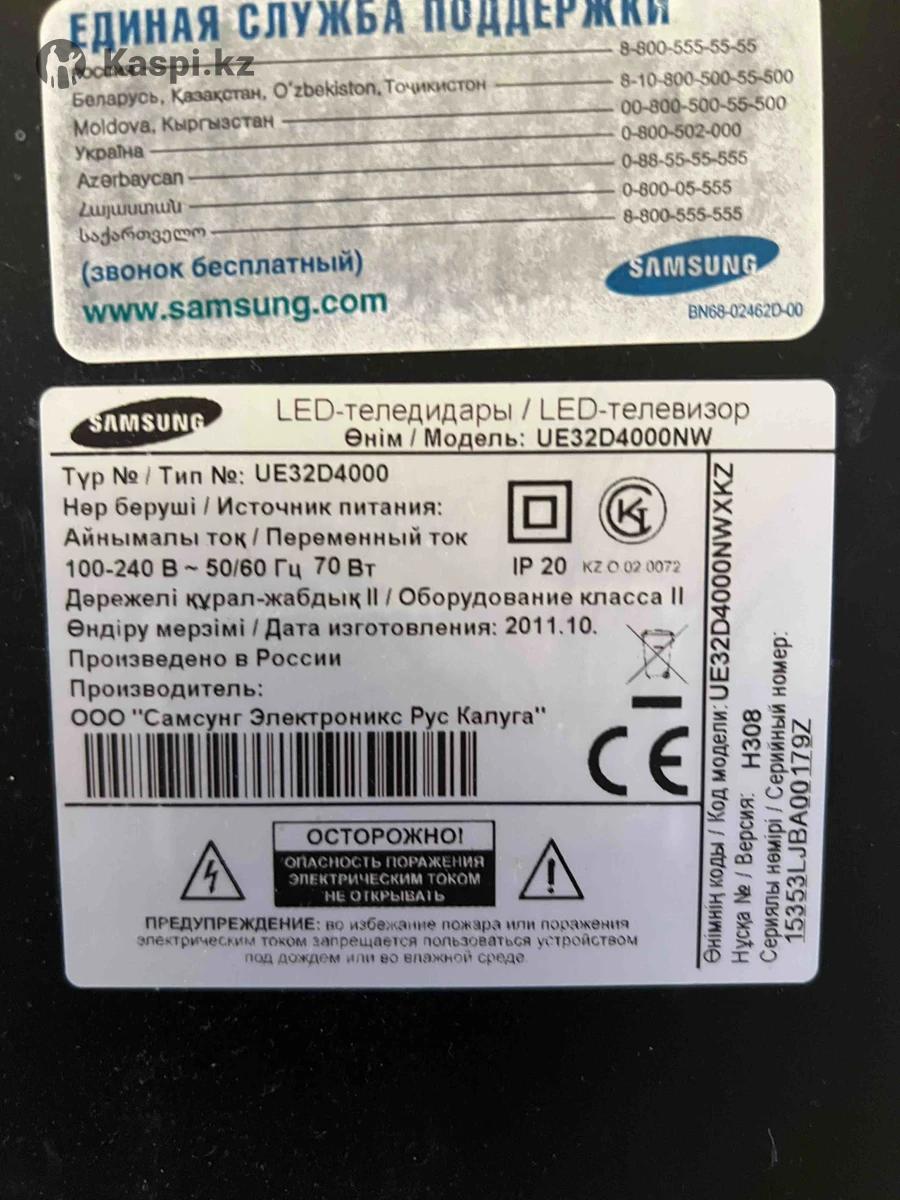 ЕДИНАЯ СЛУЖБА ПОДДЕРЖКИ
Kaspi.kz
Россия 8-800-555-55-55
Беларусь, Қазақстан, O'zbekiston, Тоҷикистон 8-10-800-500-55-500
Moldova, Кыргызстан 00-800-500-55-500
Україна 0-800-502-000
Azərbaycan 0-88-55-55-555
Հայաստան 0-800-05-555
საქართველო 8-800-555-555
(звонок бесплатный)
www.samsung.com
SAMSUNG
BN68-02462D-00
SAMSUNG
LED-теледидары / LED-телевизор
Өнім / Модель: UE32D4000NW
Түр № / Тип №: UE32D4000
Нәр беруші / Источник питания:
Айнымалы тоқ / Переменный ток
100-240 В ~ 50/60 Гц 70 Вт
IP 20
KZ O 02 0072
Дәрежелі құрал-жабдық II / Оборудование класса II
Өндіру мерзімі / Дата изготовления: 2011.10.
Произведено в России
Производитель:
ООО "Самсунг Электроникс Рус Калуга"
CE
ОСТОРОЖНО!
ОПАСНОСТЬ ПОРАЖЕНИЯ
ЭЛЕКТРИЧЕСКИМ ТОКОМ
НЕ ОТКРЫВАТЬ
ПРЕДУПРЕЖДЕНИЕ: во избежание пожара или поражения
электрическим током запрещается пользоваться устройством
под дождем или во влажной среде.
Өнімнің коды / Код модели: UE32D4000NWXKZ
Нұсқа № / Версия: H308
Сериялы нөмірі / Серийный номер:
15353LJBA00179Z